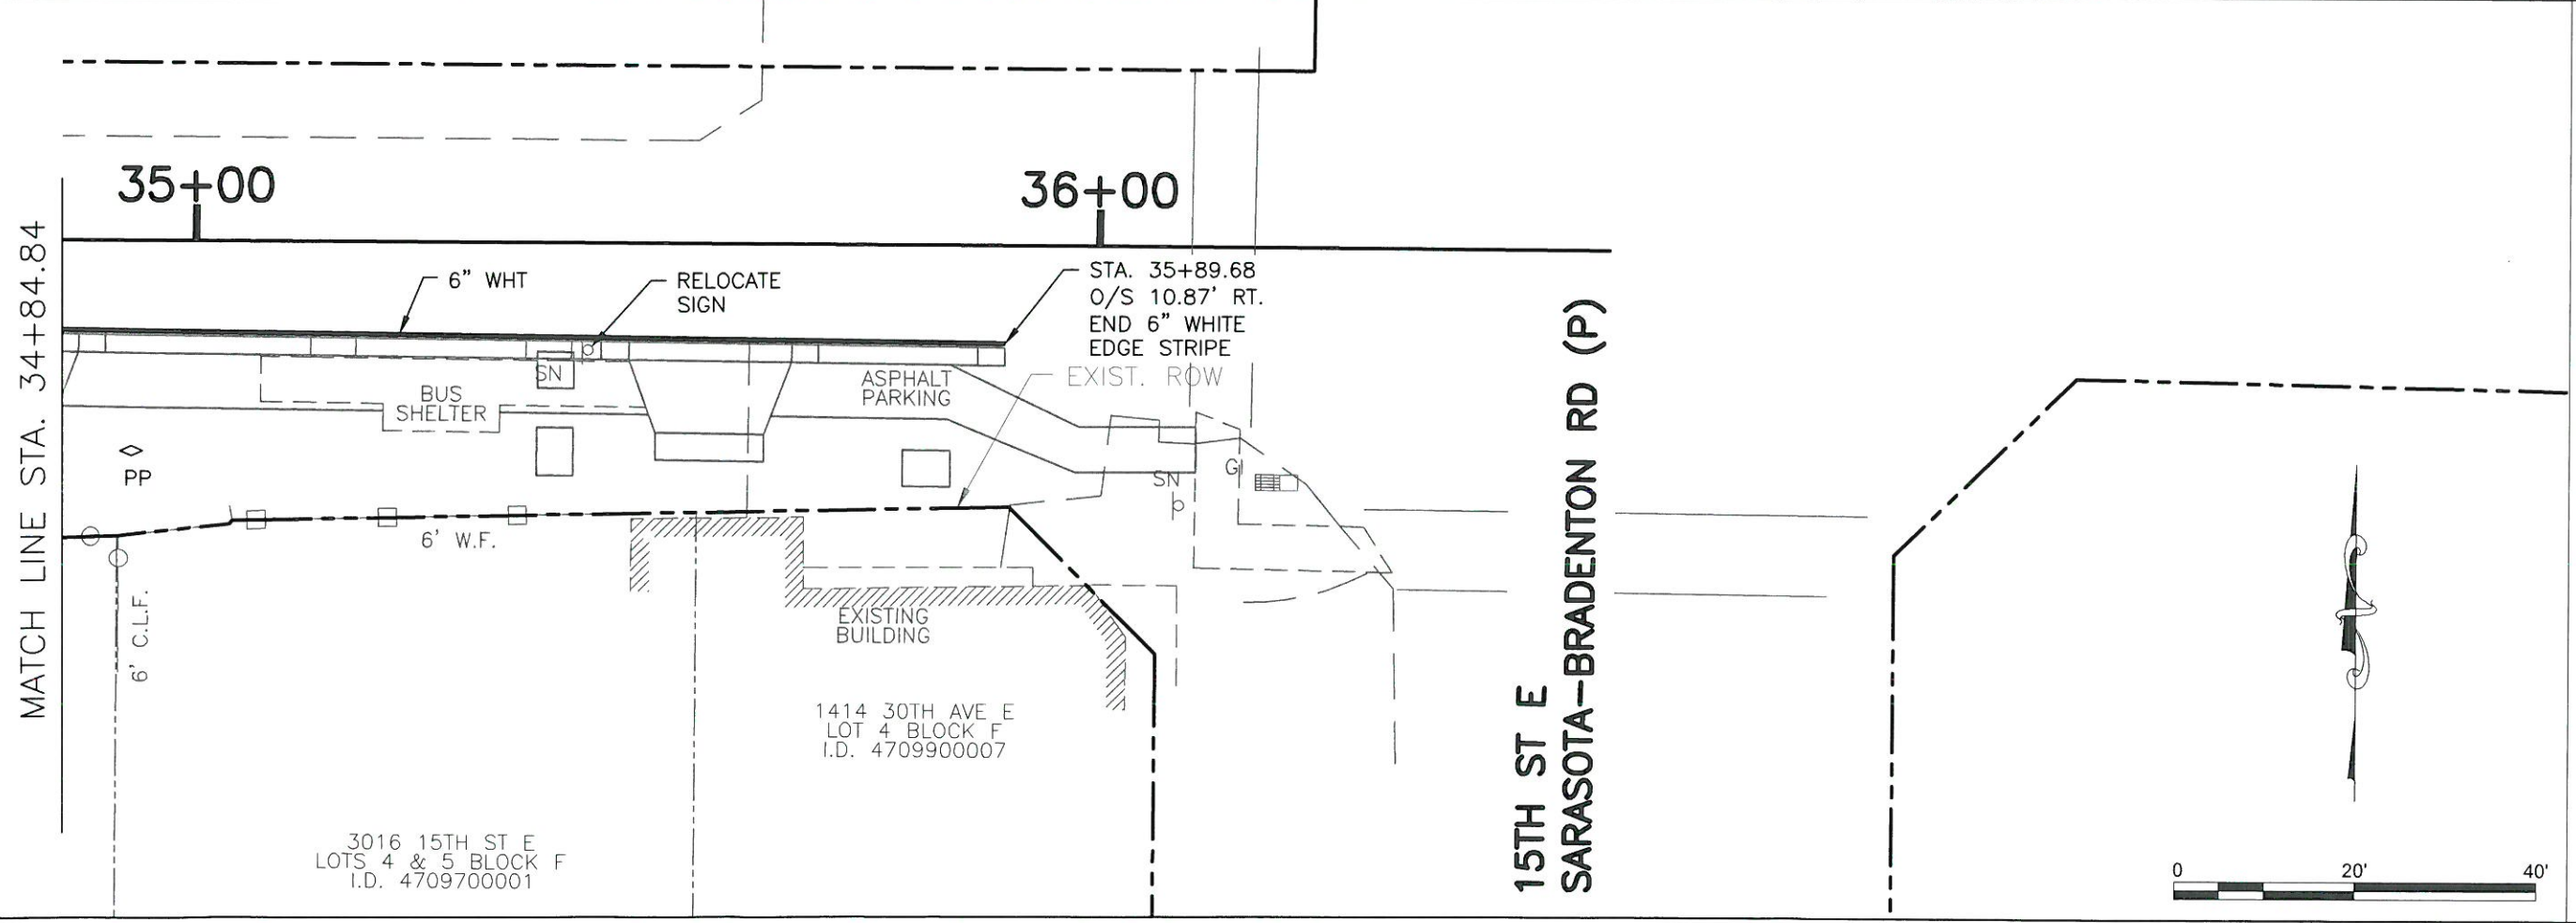 35+00
36+00
MATCH LINE STA. 34+84.84
6" WHT
RELOCATE
SIGN
STA. 35+89.68
O/S 10.87' RT.
END 6" WHITE
EDGE STRIPE
EXIST. ROW
SN
BUS
SHELTER
ASPHALT
PARKING
PP
SN
G
6' W.F.
6' C.L.F.
EXISTING
BUILDING
1414 30TH AVE E
LOT 4 BLOCK F
I.D. 4709900007
3016 15TH ST E
LOTS 4 & 5 BLOCK F
I.D. 4709700001
15TH ST E
SARASOTA-BRADENTON RD (P)
0 20' 40'